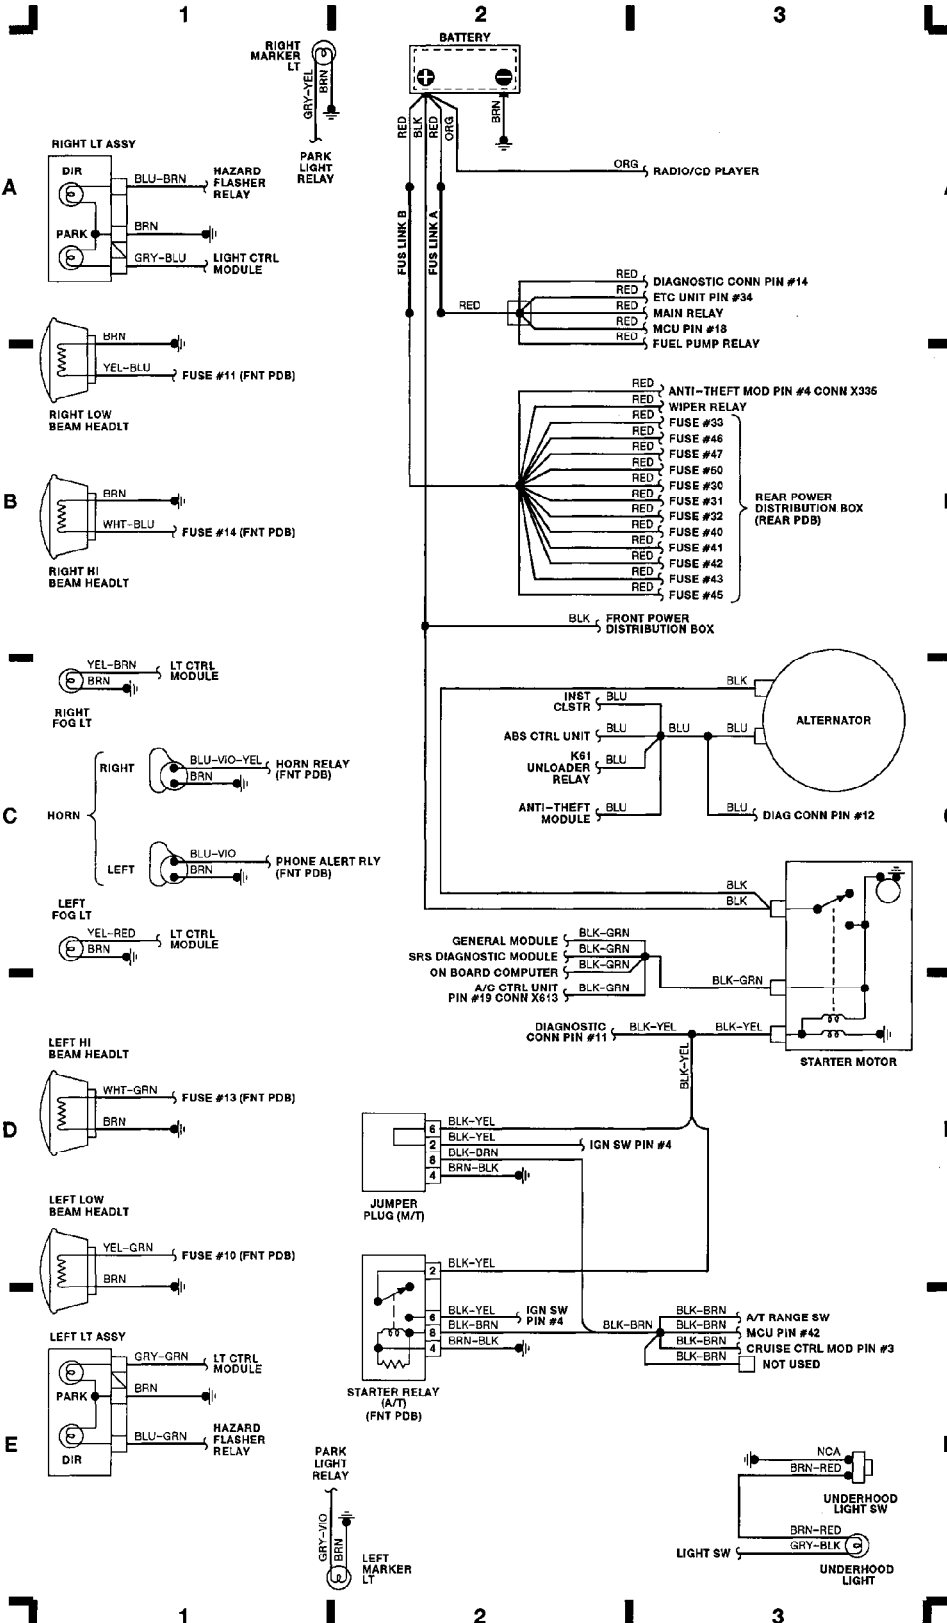 1 2 3
RIGHT
MARKER
LT
GRY-YEL
BRN
PARK
LIGHT
RELAY
BATTERY
+ −
RED
BLK
RED
ORG
BRN
ORG RADIO/CD PLAYER
A
RIGHT LT ASSY
DIR
PARK
BLU-BRN HAZARD
FLASHER
RELAY
BRN
GRY-BLU LIGHT CTRL
MODULE
FUS LINK B
FUS LINK A
RED
RED DIAGNOSTIC CONN PIN #14
RED ETC UNIT PIN #34
RED MAIN RELAY
RED MCU PIN #18
RED FUEL PUMP RELAY
BRN
YEL-BLU FUSE #11 (FNT PDB)
RIGHT LOW
BEAM HEADLT
RED ANTI-THEFT MOD PIN #4 CONN X335
RED WIPER RELAY
RED FUSE #33
RED FUSE #46
RED FUSE #47
RED FUSE #50
RED FUSE #30
RED FUSE #31
RED FUSE #32
RED FUSE #40
RED FUSE #41
RED FUSE #42
RED FUSE #43
RED FUSE #45
REAR POWER
DISTRIBUTION BOX
(REAR PDB)
B
BRN
WHT-BLU FUSE #14 (FNT PDB)
RIGHT HI
BEAM HEADLT
BLK FRONT POWER
DISTRIBUTION BOX
YEL-BRN LT CTRL
MODULE
BRN
RIGHT
FOG LT
BLK
ALTERNATOR
INST
CLSTR BLU
ABS CTRL UNIT BLU BLU BLU
K61
UNLOADER
RELAY BLU
ANTI-THEFT
MODULE BLU
BLU DIAG CONN PIN #12
C
HORN
RIGHT
BLU-VIO-YEL HORN RELAY
(FNT PDB)
BRN
LEFT
BLU-VIO PHONE ALERT RLY
(FNT PDB)
BRN
LEFT
FOG LT
YEL-RED LT CTRL
MODULE
BRN
BLK
BLK
GENERAL MODULE BLK-GRN
SRS DIAGNOSTIC MODULE BLK-GRN
ON BOARD COMPUTER BLK-GRN
A/C CTRL UNIT
PIN #19 CONN X613 BLK-GRN
BLK-GRN
DIAGNOSTIC
CONN PIN #11 BLK-YEL BLK-YEL
BLK-YEL
STARTER MOTOR
D
LEFT HI
BEAM HEADLT
WHT-GRN FUSE #13 (FNT PDB)
BRN
6 BLK-YEL
2 BLK-YEL IGN SW PIN #4
8 BLK-BRN
4 BRN-BLK
JUMPER
PLUG (M/T)
LEFT LOW
BEAM HEADLT
YEL-GRN FUSE #10 (FNT PDB)
BRN
2 BLK-YEL
6 BLK-YEL IGN SW
PIN #4
8 BLK-BRN BLK-BRN
4 BRN-BLK
STARTER RELAY
(A/T)
(FNT PDB)
BLK-BRN A/T RANGE SW
BLK-BRN MCU PIN #42
BLK-BRN CRUISE CTRL MOD PIN #3
BLK-BRN NOT USED
E
LEFT LT ASSY
PARK
DIR
GRY-GRN LT CTRL
MODULE
BRN
BLU-GRN HAZARD
FLASHER
RELAY
PARK
LIGHT
RELAY
GRY-VIO
BRN
LEFT
MARKER
LT
NCA
BRN-RED
UNDERHOOD
LIGHT SW
BRN-RED
LIGHT SW GRY-BLK
UNDERHOOD
LIGHT
1 2 3